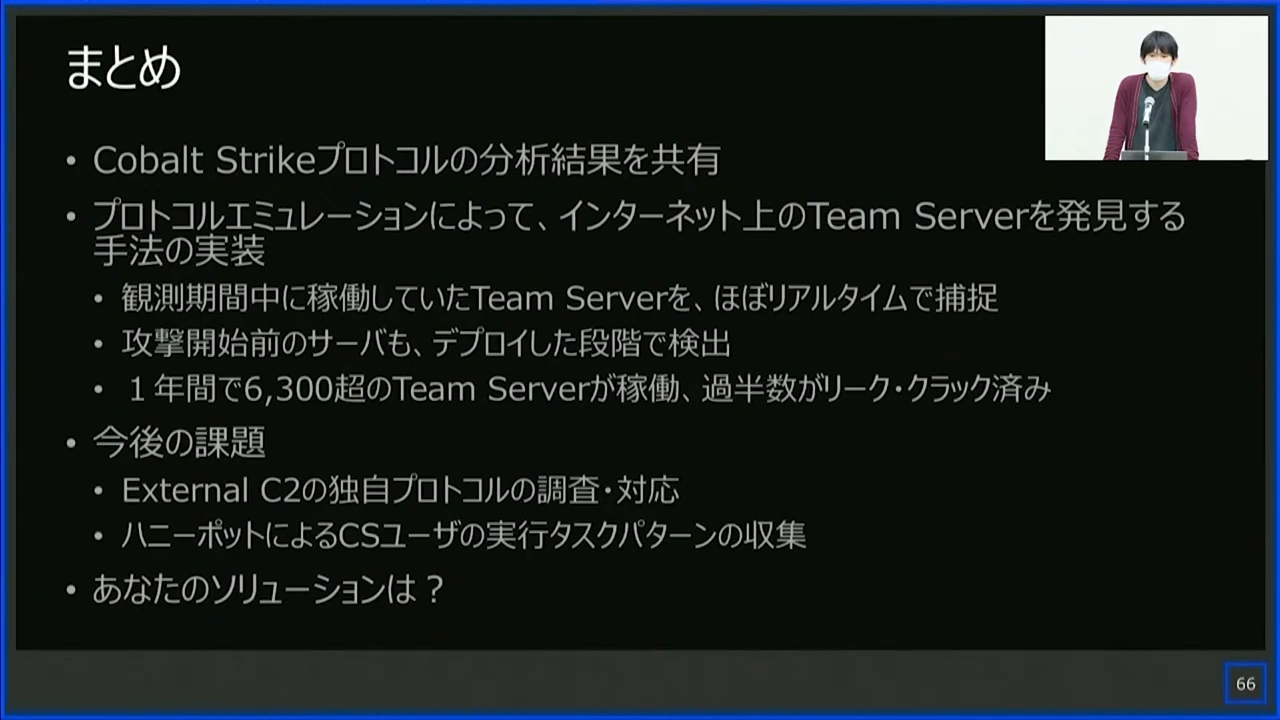 まとめ
• Cobalt Strikeプロトコルの分析結果を共有
• プロトコルエミュレーションによって、インターネット上のTeam Serverを発見する
手法の実装
• 観測期間中に稼働していたTeam Serverを、ほぼリアルタイムで捕捉
• 攻撃開始前のサーバも、デプロイした段階で検出
• １年間で6,300超のTeam Serverが稼働、過半数がリーク・クラック済み
• 今後の課題
• External C2の独自プロトコルの調査・対応
• ハニーポットによるCSユーザの実行タスクパターンの収集
• あなたのソリューションは？
66